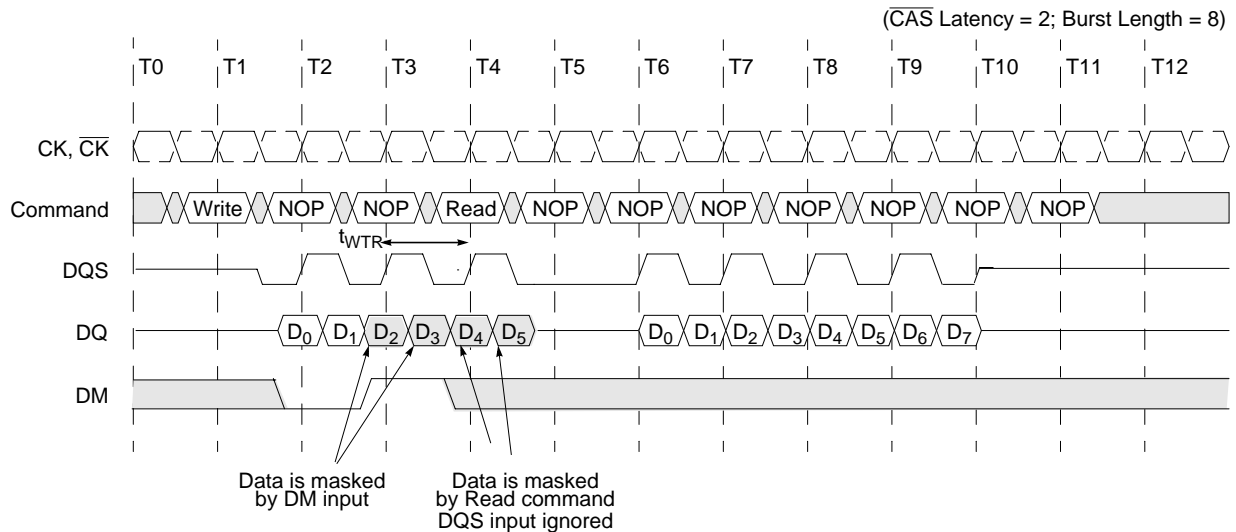 (CAS Latency = 2; Burst Length = 8)
T0 T1 T2 T3 T4 T5 T6 T7 T8 T9 T10 T11 T12
CK, CK
Command Write NOP NOP Read NOP NOP NOP NOP NOP NOP NOP
tWTR
DQS
DQ D0 D1 D2 D3 D4 D5 D0 D1 D2 D3 D4 D5 D6 D7
DM
Data is masked
by DM input
Data is masked
by Read command
DQS input ignored